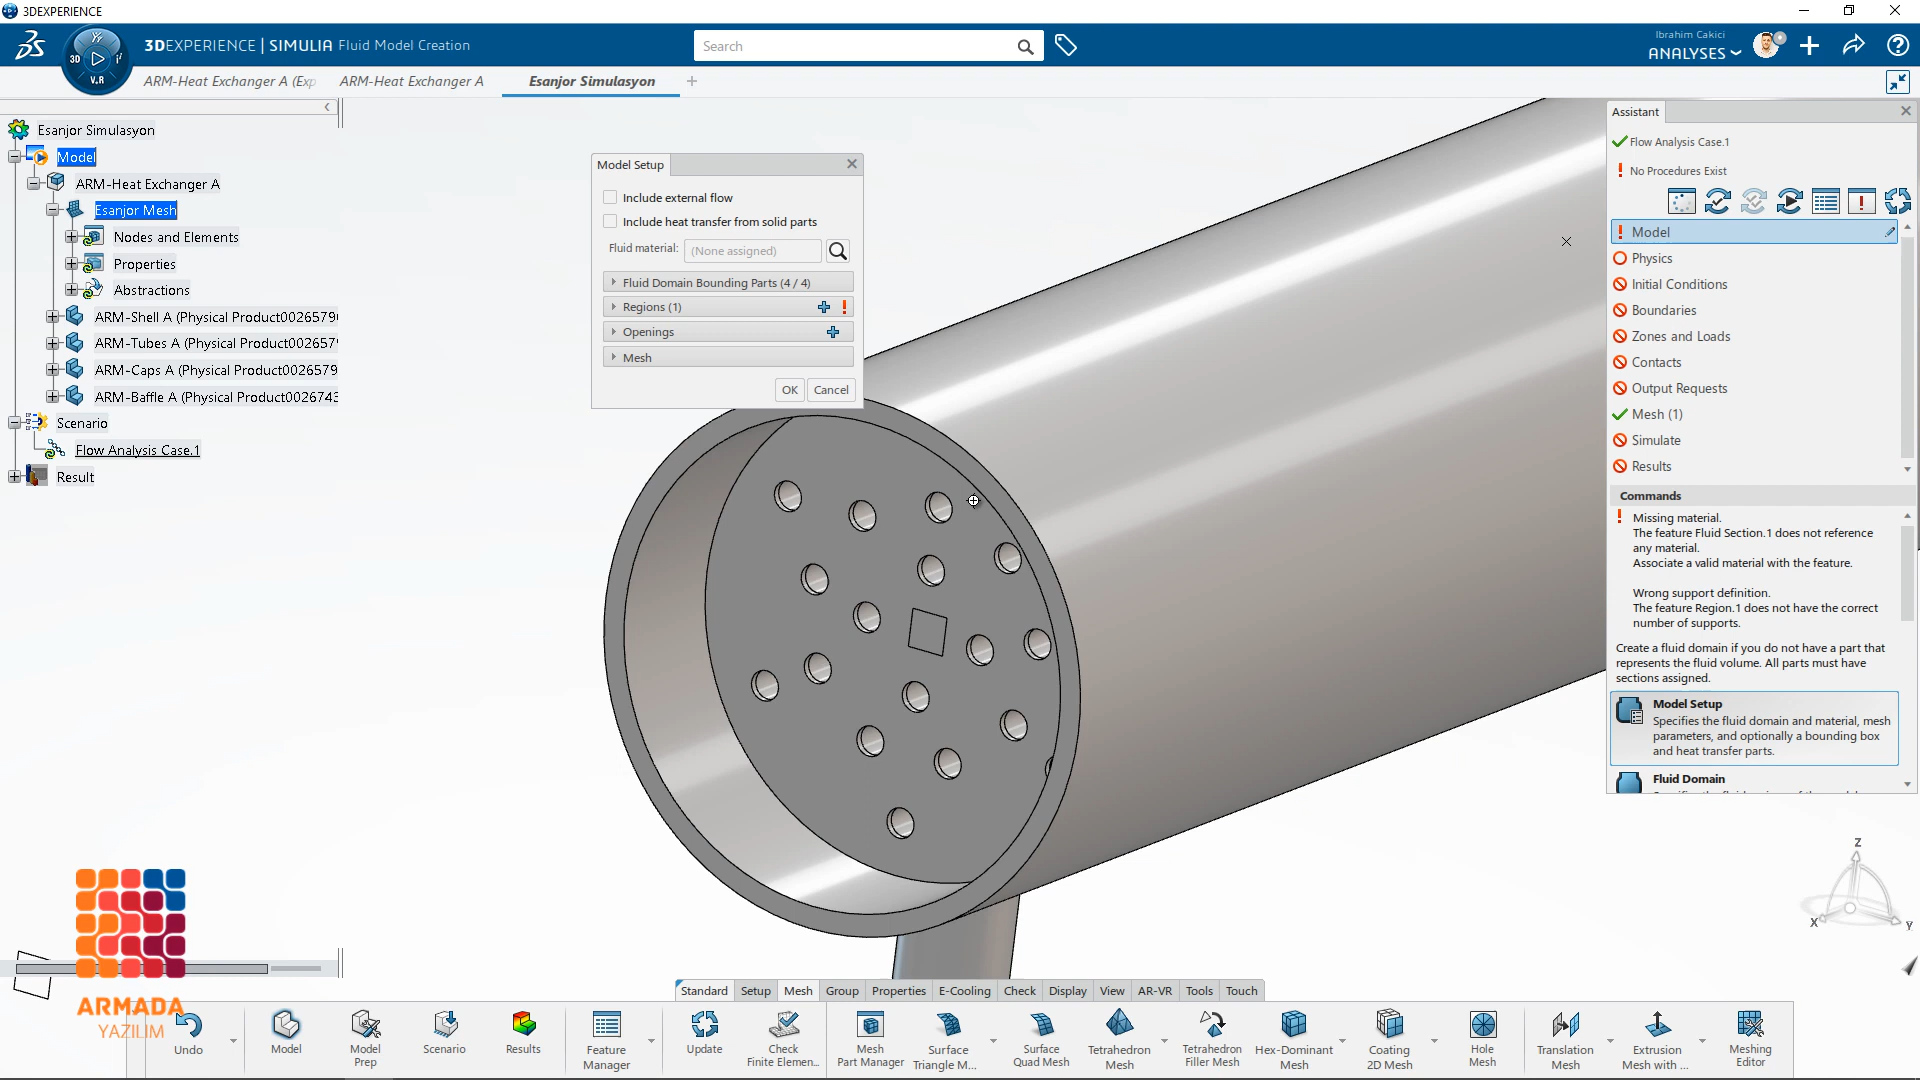 3DEXPERIENCE
3DEXPERIENCE | SIMULIA Fluid Model Creation
Search
Ibrahim Cakici
ANALYSES
3D
V.R
ARM-Heat Exchanger A (Exp
ARM-Heat Exchanger A
Esanjor Simulasyon
Esanjor Simulasyon
Model
ARM-Heat Exchanger A
Esanjor Mesh
Nodes and Elements
Properties
Abstractions
ARM-Shell A (Physical Product0026579
ARM-Tubes A (Physical Product002657
ARM-Caps A (Physical Product0026579
ARM-Baffle A (Physical Product0026743
Scenario
Flow Analysis Case.1
Result
Model Setup
Include external flow
Include heat transfer from solid parts
Fluid material: (None assigned)
Fluid Domain Bounding Parts (4 / 4)
Regions (1)
Openings
Mesh
OK Cancel
Assistant
Flow Analysis Case.1
No Procedures Exist
Model
Physics
Initial Conditions
Boundaries
Zones and Loads
Contacts
Output Requests
Mesh (1)
Simulate
Results
Commands
Missing material.
The feature Fluid Section.1 does not reference
any material.
Associate a valid material with the feature.
Wrong support definition.
The feature Region.1 does not have the correct
number of supports.
Create a fluid domain if you do not have a part that
represents the fluid volume. All parts must have
sections assigned.
Model Setup
Specifies the fluid domain and material, mesh
parameters, and optionally a bounding box
and heat transfer parts.
Fluid Domain
Z
X
Y
ARMADA
YAZILIM
Standard Setup Mesh Group Properties E-Cooling Check Display View AR-VR Tools Touch
Undo
Model
Model
Prep
Scenario
Results
Feature
Manager
Update
Check
Finite Elemen...
Mesh
Part Manager
Surface
Triangle M...
Surface
Quad Mesh
Tetrahedron
Mesh
Tetrahedron
Filler Mesh
Hex-Dominant
Mesh
Coating
2D Mesh
Hole
Mesh
Translation
Mesh
Extrusion
Mesh with ...
Meshing
Editor